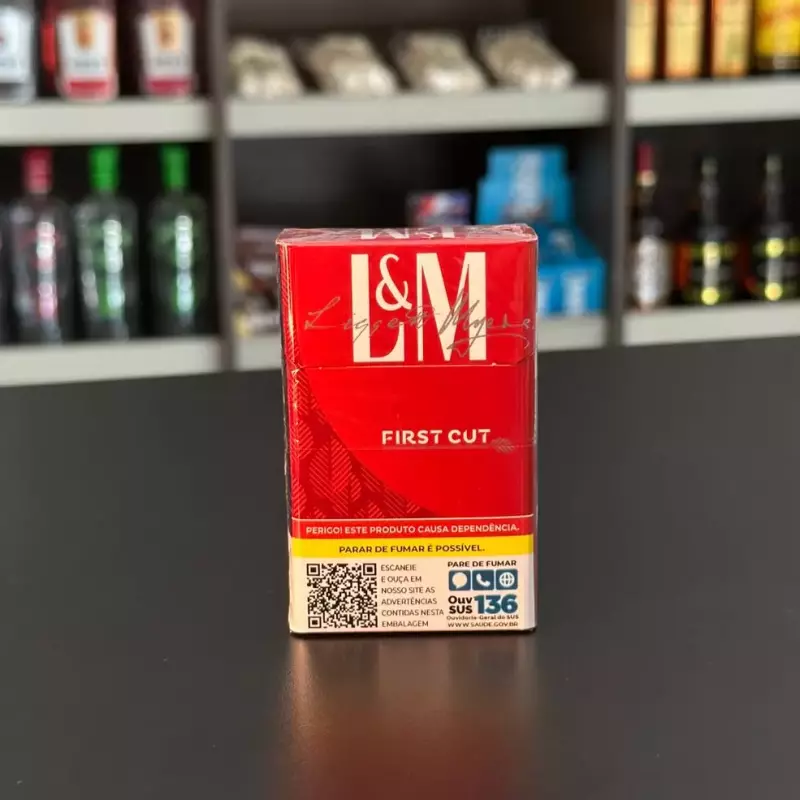 L&M
Liggett Myers
FIRST CUT
PERIGO! ESTE PRODUTO CAUSA DEPENDÊNCIA.
PARAR DE FUMAR É POSSÍVEL.
ESCANEIE
E OUÇA EM
NOSSO SITE AS
ADVERTÊNCIAS
CONTIDAS NESTA
EMBALAGEM
PARE DE FUMAR
Ouv
SUS 136
Ouvidoria-Geral do SUS
WWW.SAUDE.GOV.BR